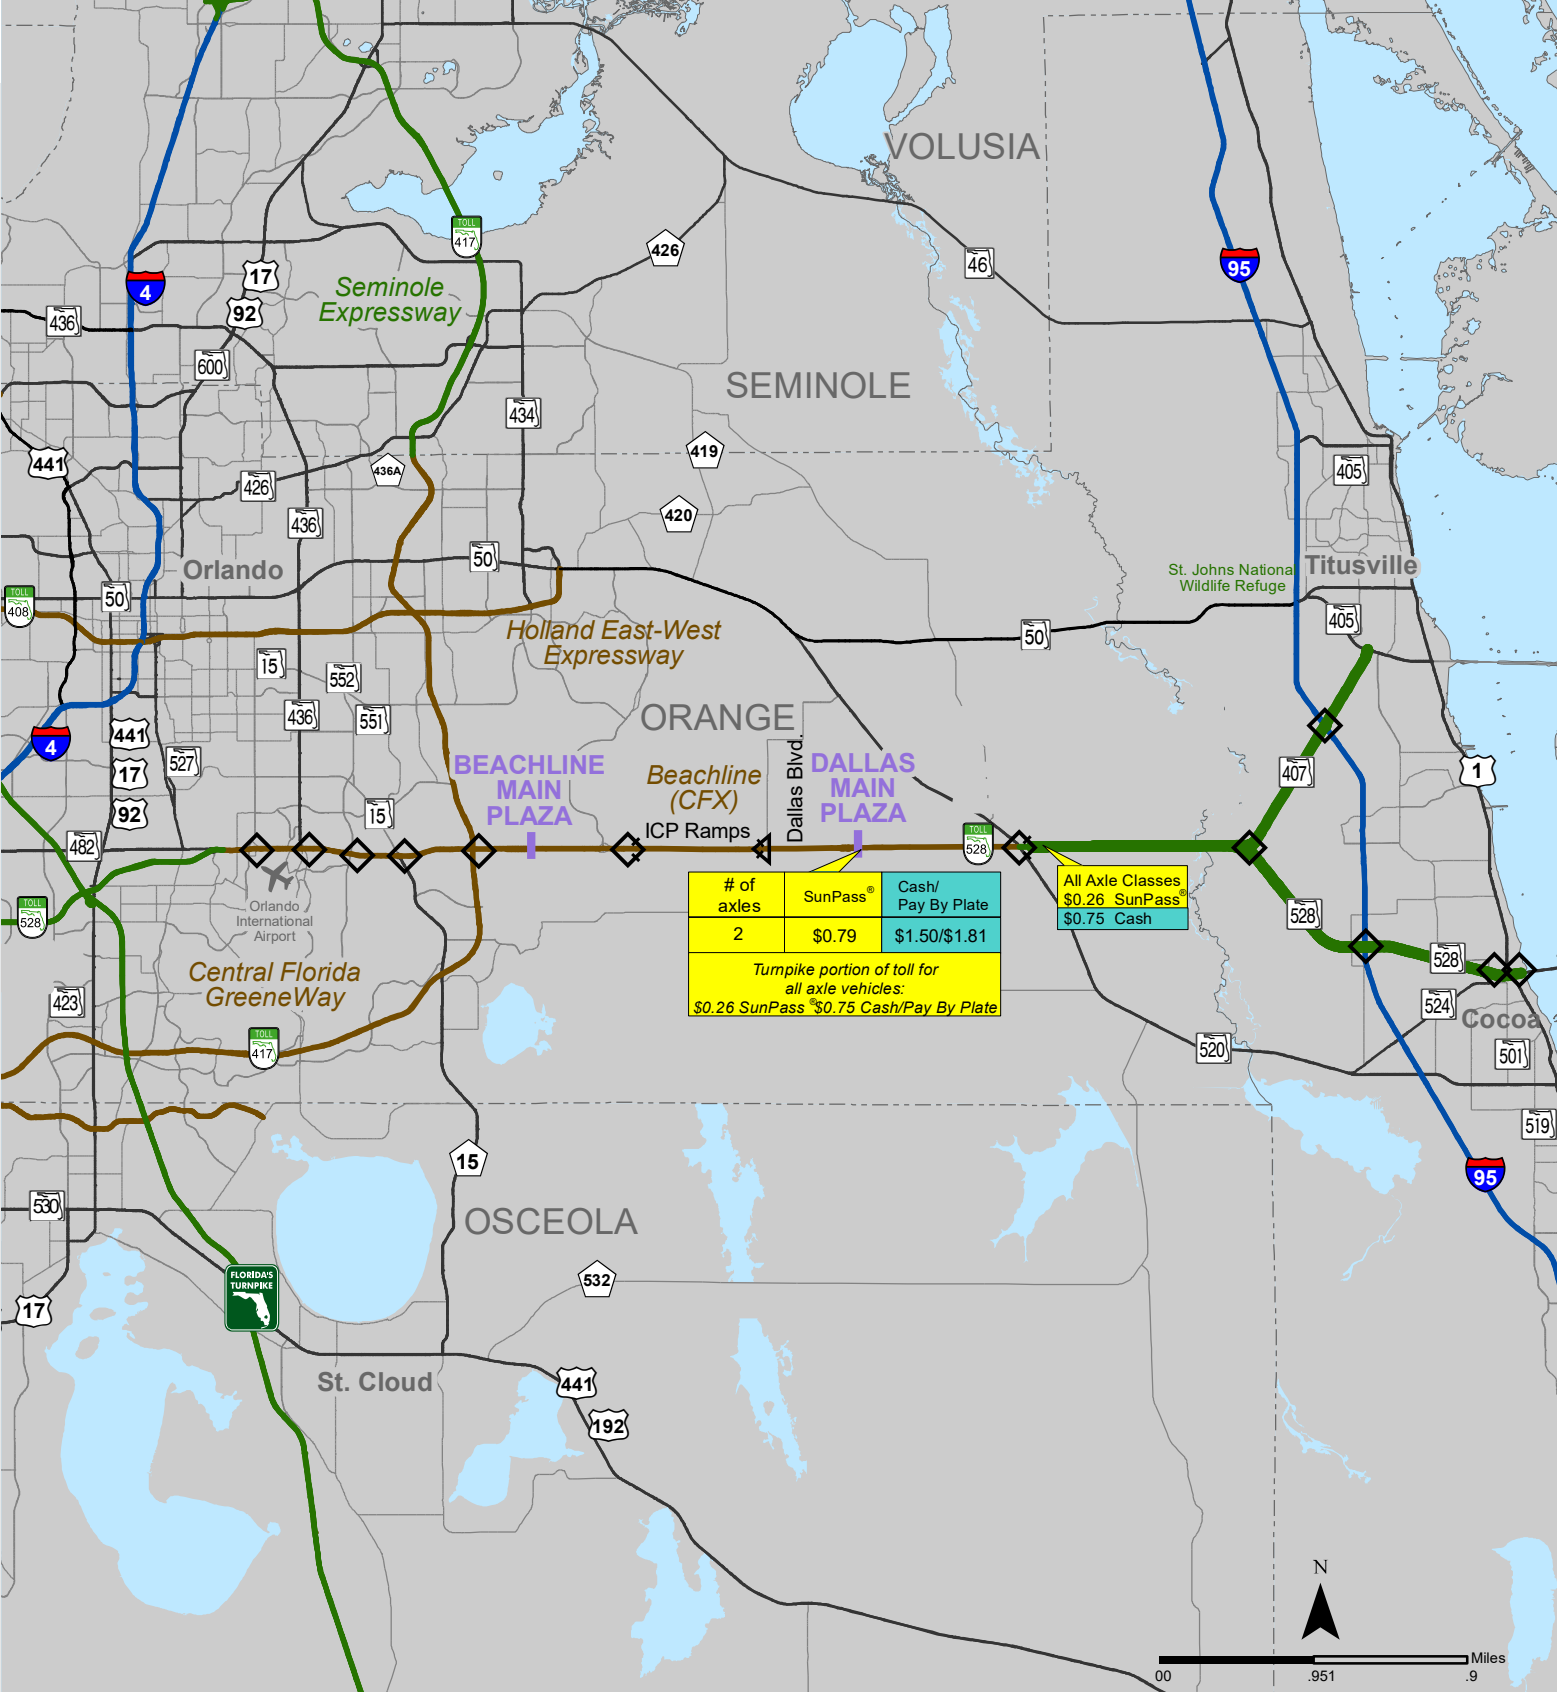 VOLUSIA
TOLL
417
426
46
95
17
4
Seminole
Expressway
92
436
600
SEMINOLE
434
441
419
436A
405
426
420
436
50
Orlando
St. Johns National
Wildlife Refuge
Titusville
50
TOLL
408
405
Holland East-West
Expressway
50
15
552
436
551
ORANGE
441
4
527
17
BEACHLINE
MAIN
PLAZA
Beachline
(CFX)
Dallas Blvd.
DALLAS
MAIN
PLAZA
407
1
92
15
ICP Ramps
482
TOLL
528
# of
axles
SunPass®
Cash/
Pay By Plate
2
$0.79
$1.50/$1.81
Turnpike portion of toll for
all axle vehicles:
$0.26 SunPass ®$0.75 Cash/Pay By Plate
All Axle Classes
$0.26 SunPass®
$0.75 Cash
TOLL
528
Orlando
International
Airport
528
528
Central Florida
GreeneWay
423
524
Cocoa
TOLL
417
520
501
519
15
95
530
OSCEOLA
FLORIDA'S
TURNPIKE
532
17
St. Cloud
441
192
N
Miles
00
.951
.9